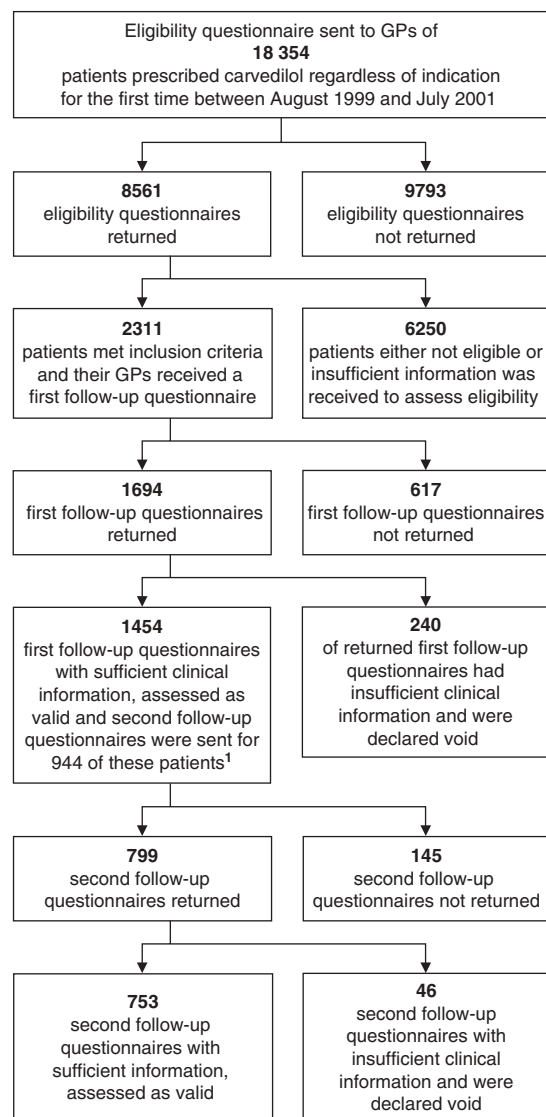 Eligibility questionnaire sent to GPs of
18 354
patients prescribed carvedilol regardless of indication
for the first time between August 1999 and July 2001
8561
eligibility questionnaires
returned
9793
eligibility questionnaires
not returned
2311
patients met inclusion criteria
and their GPs received a
first follow-up questionnaire
6250
patients either not eligible or
insufficient information was
received to assess eligibility
1694
first follow-up questionnaires
returned
617
first follow-up questionnaires
not returned
1454
first follow-up questionnaires
with sufficient clinical
information, assessed as
valid and second follow-up
questionnaires were sent for
944 of these patients¹
240
of returned first follow-up
questionnaires had
insufficient clinical
information and were
declared void
799
second follow-up
questionnaires returned
145
second follow-up
questionnaires not returned
753
second follow-up
questionnaires with
sufficient information,
assessed as valid
46
second follow-up
questionnaires with
insufficient clinical
information and were
declared void